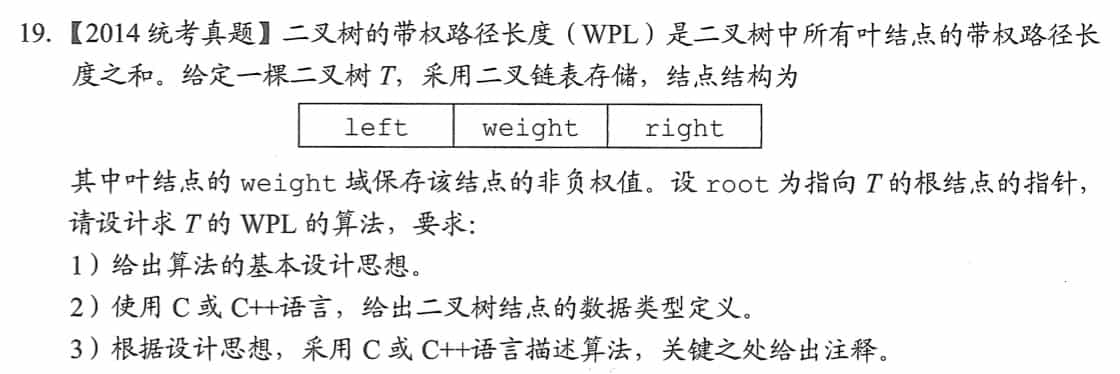 19.【2014 统考真题】二叉树的带权路径长度（WPL）是二叉树中所有叶结点的带权路径长
度之和。给定一棵二叉树 T，采用二叉链表存储，结点结构为
left weight right
其中叶结点的 weight 域保存该结点的非负权值。设 root 为指向 T 的根结点的指针，
请设计求 T 的 WPL 的算法，要求：
1）给出算法的基本设计思想。
2）使用 C 或 C++语言，给出二叉树结点的数据类型定义。
3）根据设计思想，采用 C 或 C++语言描述算法，关键之处给出注释。